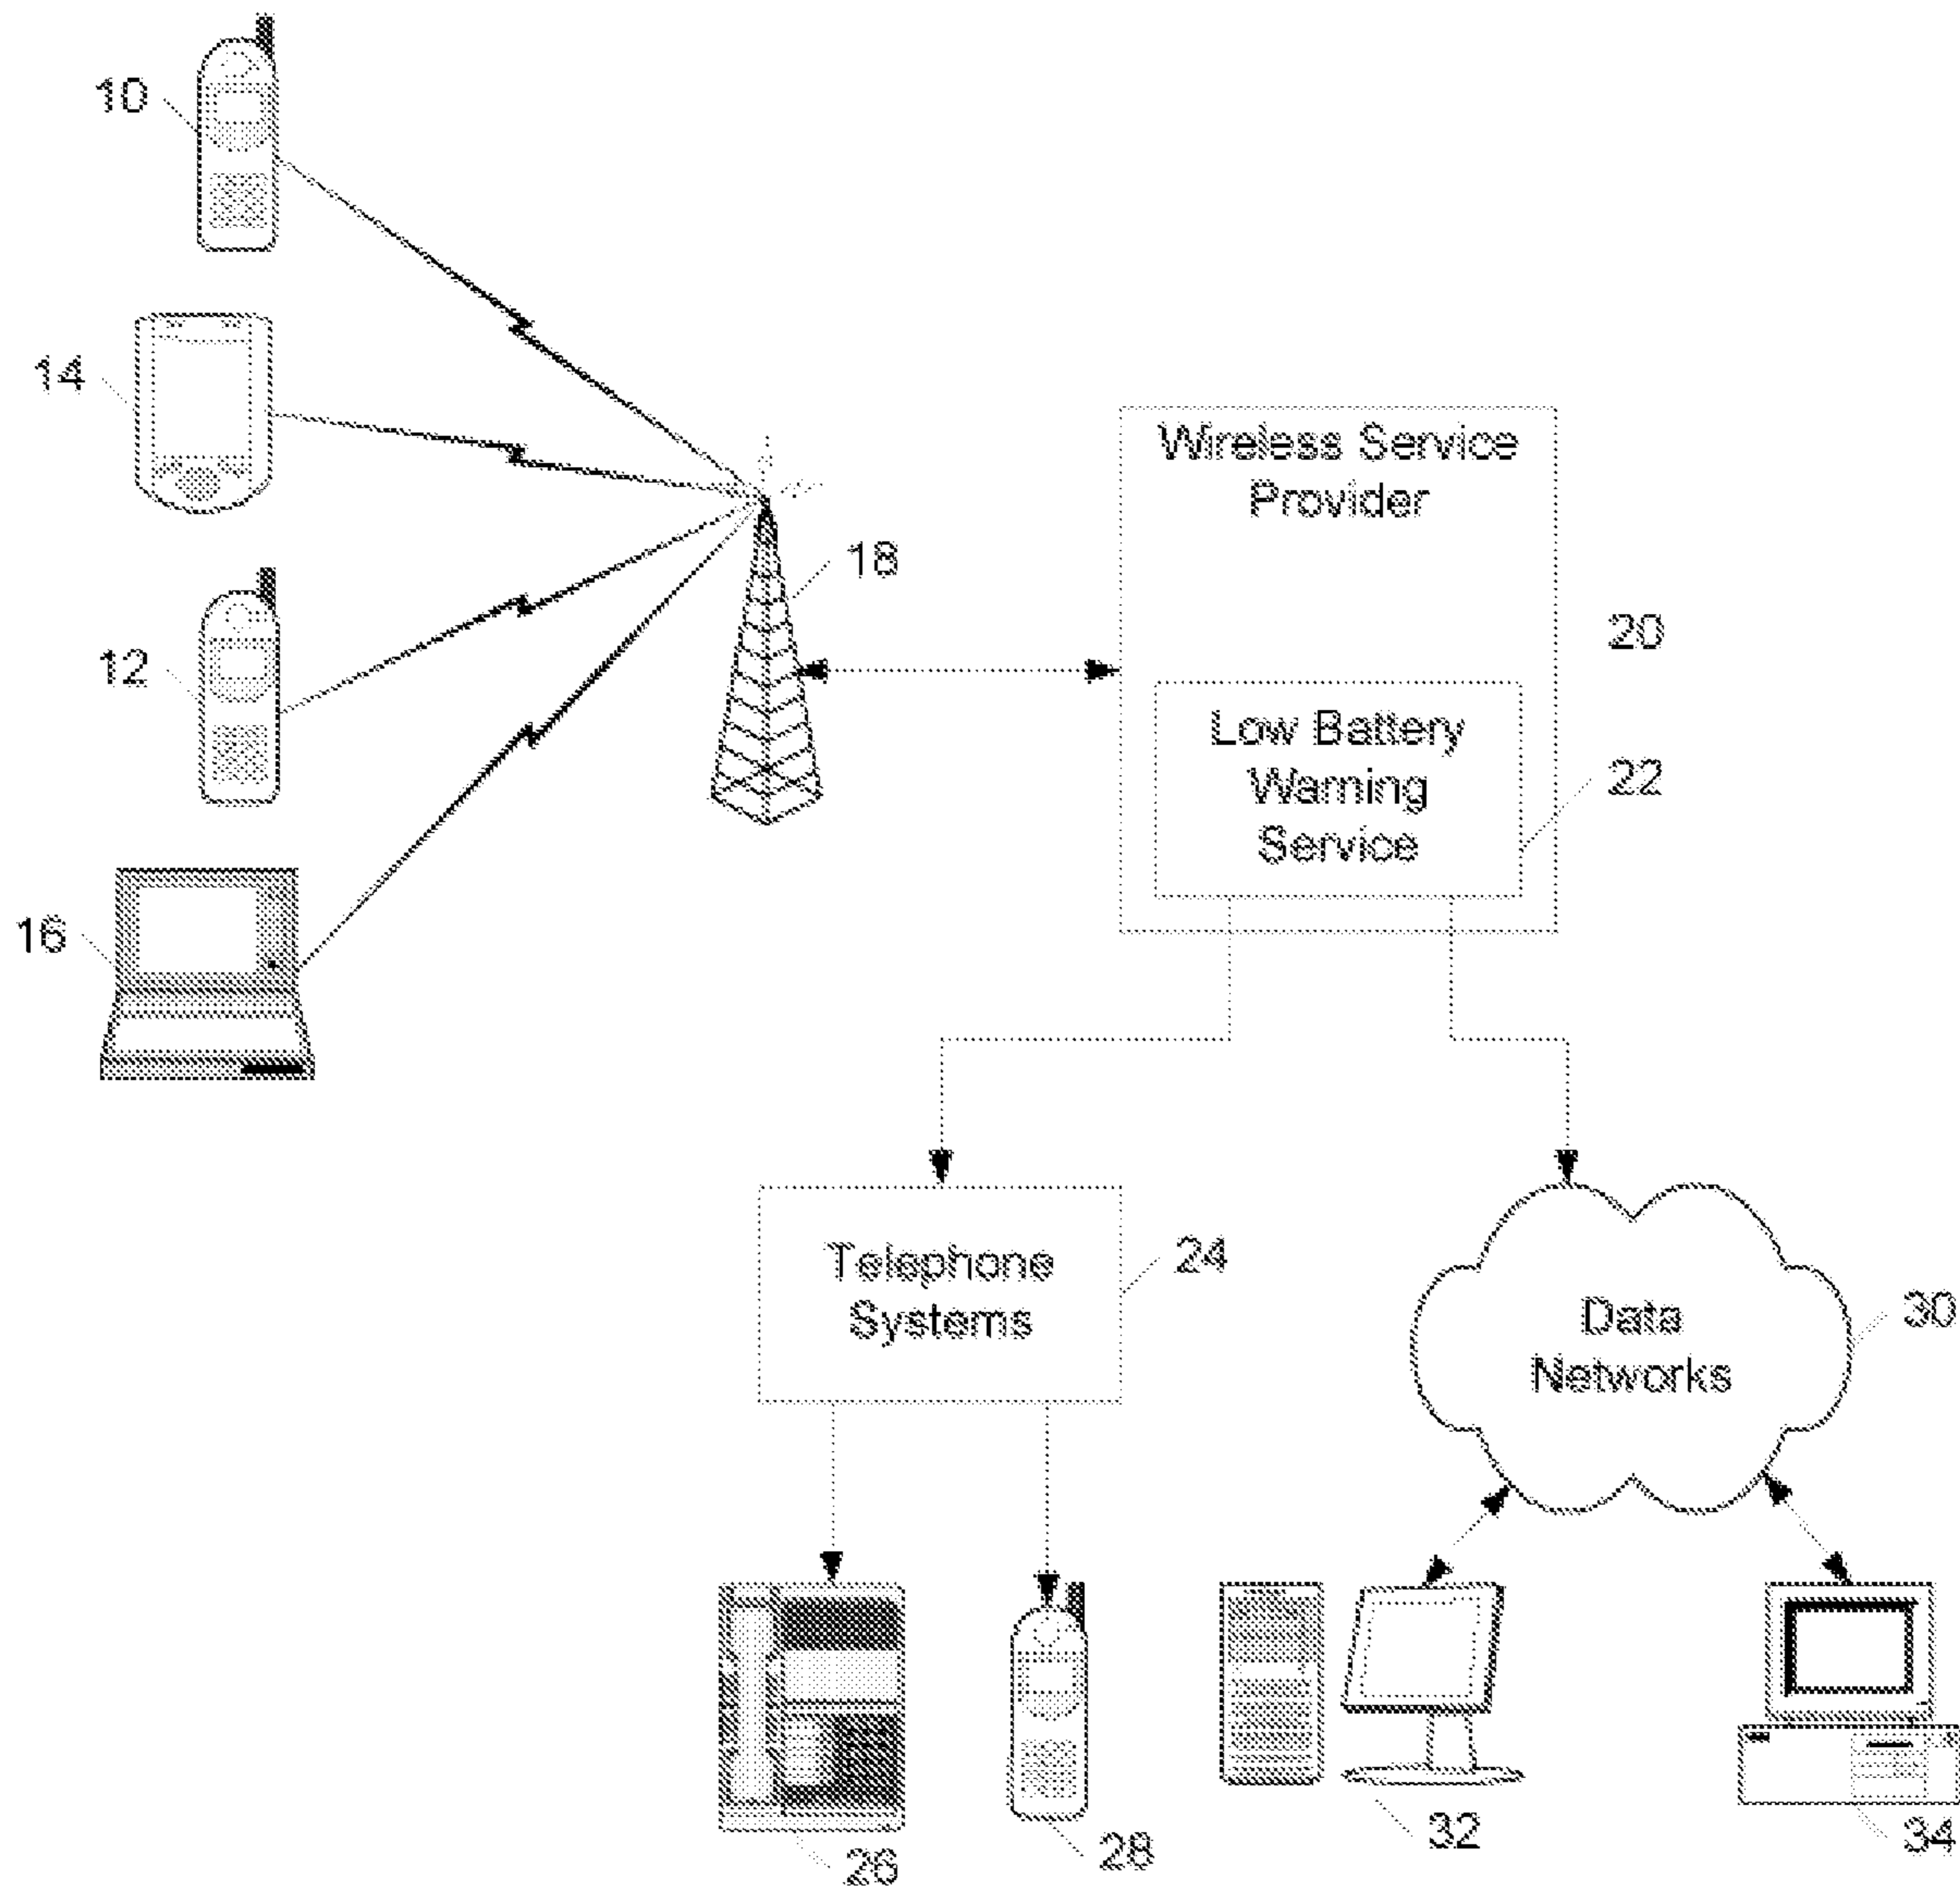 10
14
12
16
18
Wireless Service
Provider
20
Low Battery
Warning
Service
22
Telephone
Systems
24
Data
Networks
30
26
28
32
34